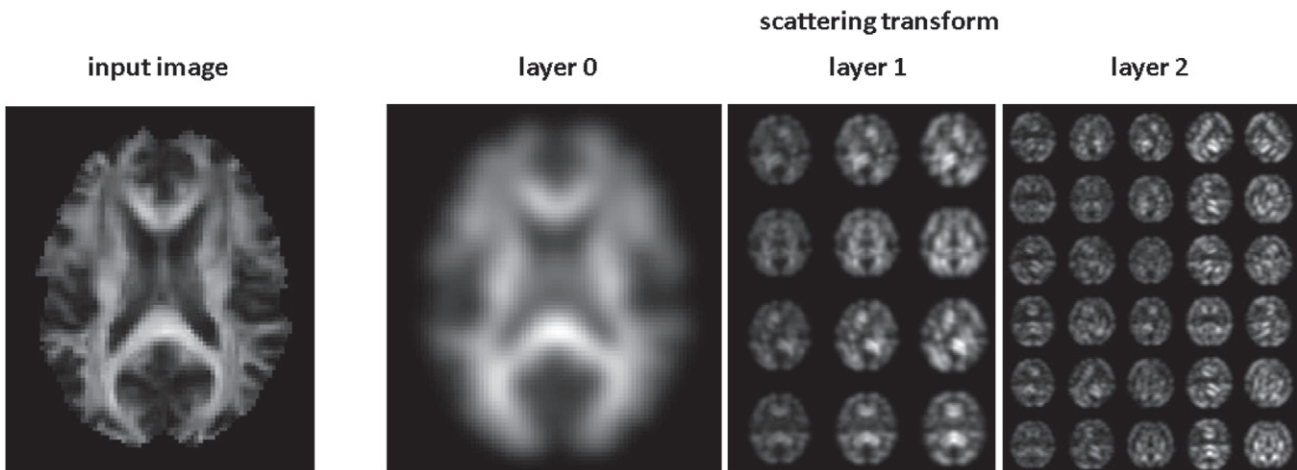 scattering transform
input image
layer 0
layer 1
layer 2